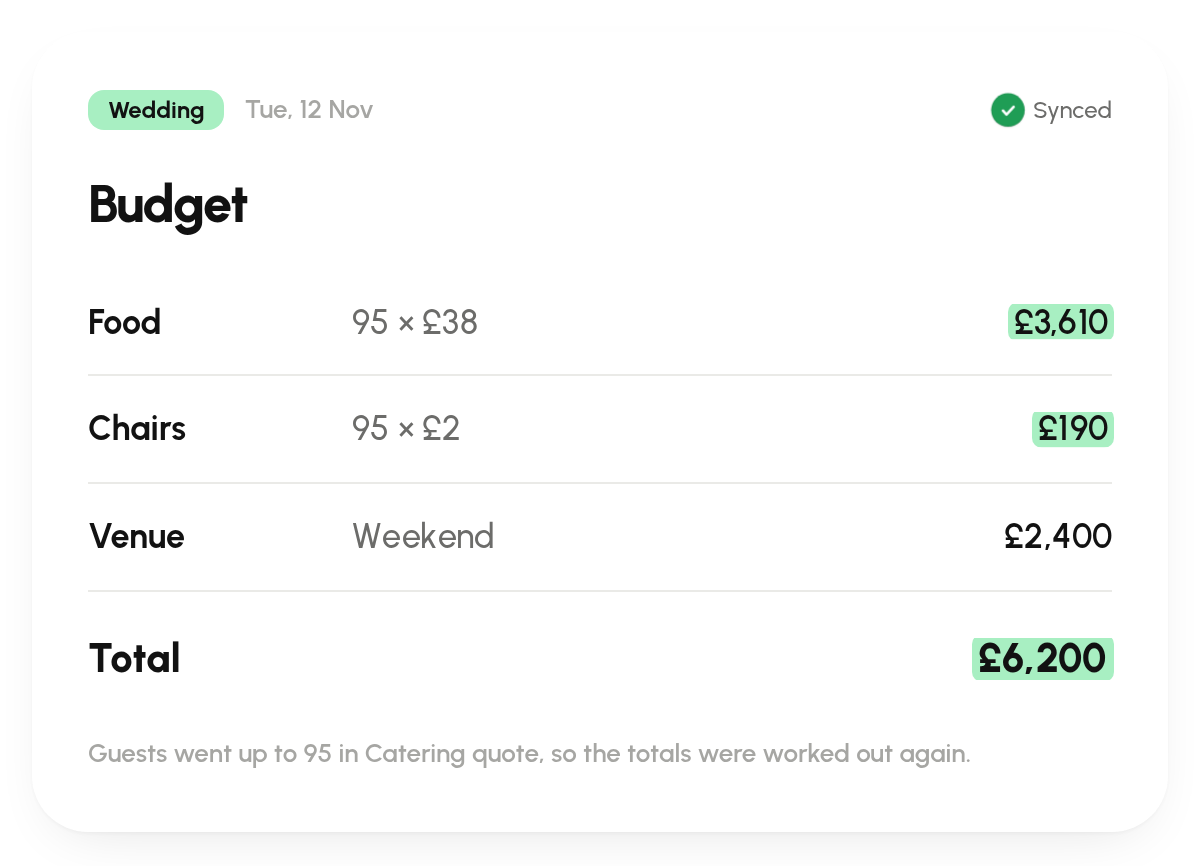 Wedding Tue, 12 Nov Synced
Budget
Food 95 × £38 £3,610
Chairs 95 × £2 £190
Venue Weekend £2,400
Total £6,200
Guests went up to 95 in Catering quote, so the totals were worked out again.